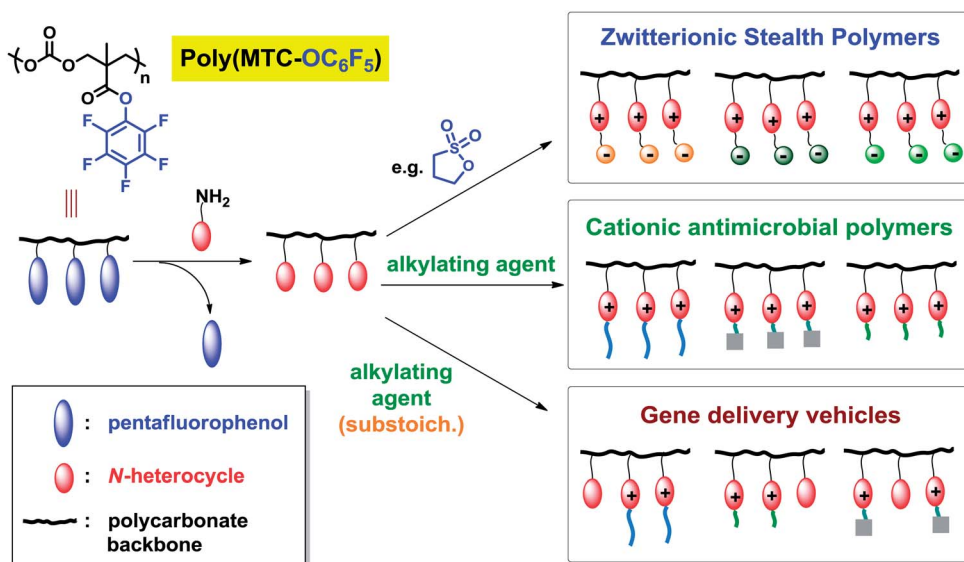 Poly(MTC-OC6F5)
O
O
O
n
O
O
F
F
F
F
F
NH2
O
O
S
O
e.g.
alkylating agent
alkylating
agent
(substoich.)
Zwitterionic Stealth Polymers
+ + + + + + + + +
- - - - - - - - -
Cationic antimicrobial polymers
+ + + + + + + + +
Gene delivery vehicles
+ + + + + +
: pentafluorophenol
: N-heterocycle
: polycarbonate
backbone